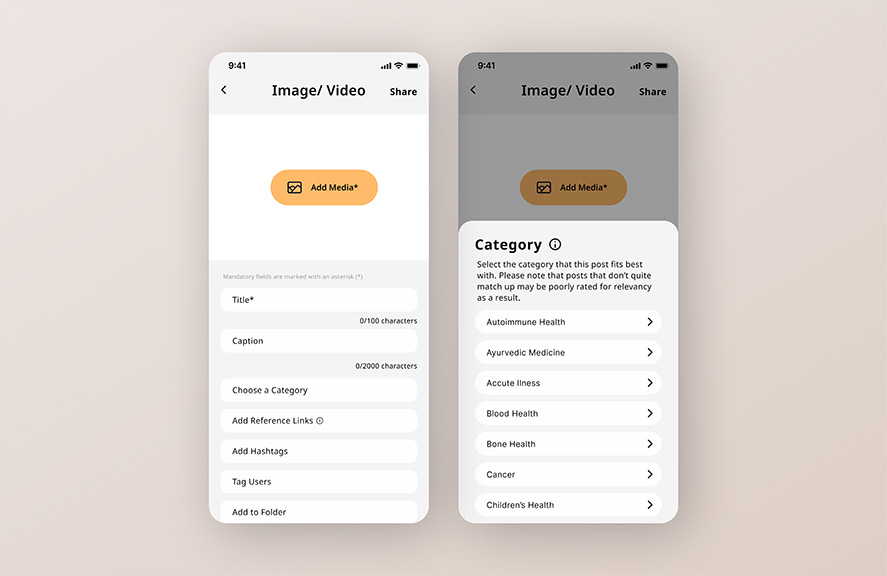 9:41
Image/ Video
Share
Add Media*
Mandatory fields are marked with an asterisk (*)
Title*
0/100 characters
Caption
0/2000 characters
Choose a Category
Add Reference Links
Add Hashtags
Tag Users
Add to Folder
9:41
Image/ Video
Share
Add Media*
Category
Select the category that this post fits best
with. Please note that posts that don't quite
match up may be poorly rated for relevancy
as a result.
Autoimmune Health
Ayurvedic Medicine
Accute Ilness
Blood Health
Bone Health
Cancer
Children's Health